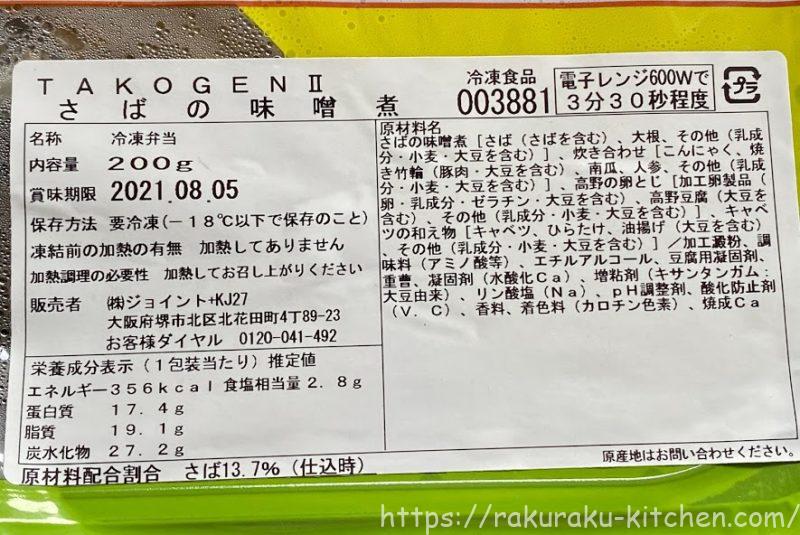 TAKOGENⅡ
さばの味噌煮
冷凍食品
003881
電子レンジ600Wで
3分30秒程度
プラ
名称 冷凍弁当
内容量 200g
賞味期限 2021.08.05
保存方法 要冷凍(－18℃以下で保存のこと)
凍結前の加熱の有無 加熱してありません
加熱調理の必要性 加熱してお召し上がりください
販売者 ㈱ジョイント+KJ27
大阪府堺市北区北花田町4丁89-23
お客様ダイヤル 0120-041-492
栄養成分表示(1包装当たり)推定値
エネルギー356kcal 食塩相当量2.8g
蛋白質 17.4g
脂質 19.1g
炭水化物 27.2g
原材料配合割合 さば13.7%(仕込時)
原材料名
さばの味噌煮[さば(さばを含む)、大根、その他(乳成
分・小麦・大豆を含む)]、炊き合わせ[こんにゃく、焼
き竹輪(豚肉・大豆を含む)、南瓜、人参、その他(乳成
分・小麦・大豆を含む)]、高野の卵とじ[加工卵製品(
卵・乳成分・ゼラチン・大豆を含む)、高野豆腐(大豆を
含む)、その他(乳成分・小麦・大豆を含む)]、キャベ
ツの和え物[キャベツ、ひらたけ、油揚げ(大豆を含む)
、その他(乳成分・小麦・大豆を含む)]／加工澱粉、調
味料(アミノ酸等)、エチルアルコール、豆腐用凝固剤、
重曹、凝固剤(水酸化Ca)、増粘剤(キサンタンガム:
大豆由来)、リン酸塩(Na)、pH調整剤、酸化防止剤
(V.C)、香料、着色料(カロチン色素)、焼成Ca
原産地はお問い合わせください。
https://rakuraku-kitchen.com/